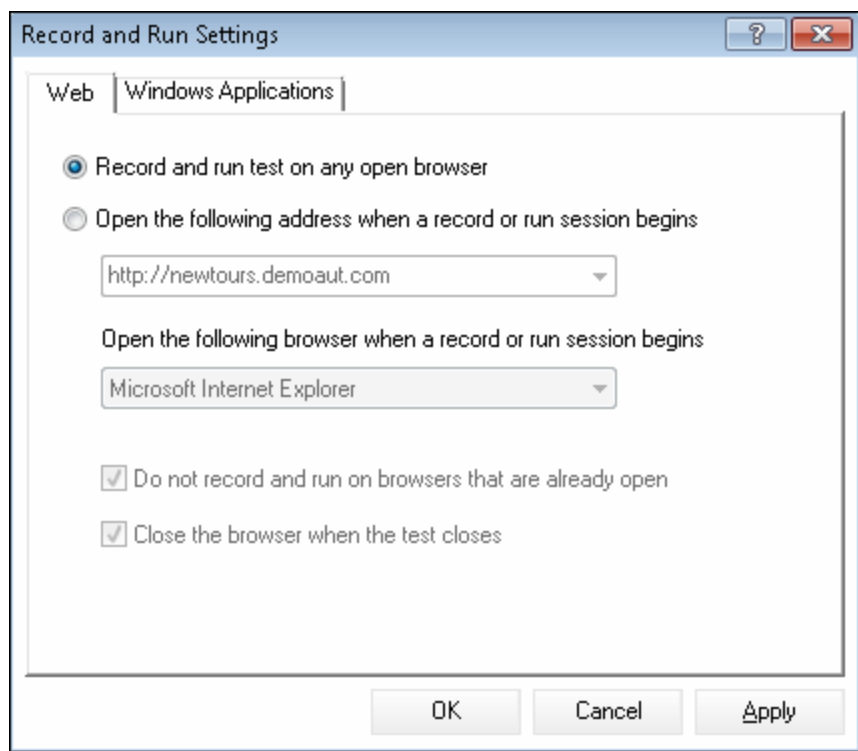 Record and Run Settings
Web
Windows Applications
Record and run test on any open browser
Open the following address when a record or run session begins
http://newtours.demoaut.com
Open the following browser when a record or run session begins
Microsoft Internet Explorer
Do not record and run on browsers that are already open
Close the browser when the test closes
OK
Cancel
Apply